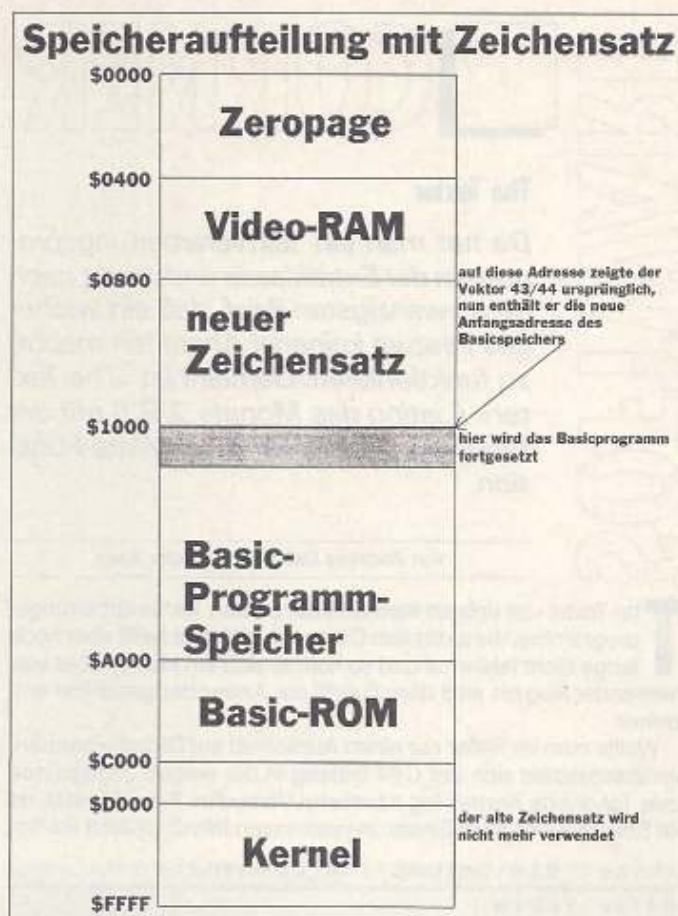 Speicheraufteilung mit Zeichensatz
$0000
Zeropage
$0400
Video-RAM
$0800
auf diese Adresse zeigte der
Vektor 43/44 ursprünglich,
nun enthält er die neue
Anfangsadresse des
Basicspeichers
neuer
Zeichensatz
$1000
hier wird das Basicprogramm
fortgesetzt
Basic-
Programm-
Speicher
$A000
Basic-ROM
$C000
$D000
der alte Zeichensatz wird
nicht mehr verwendet
Kernel
$FFFF